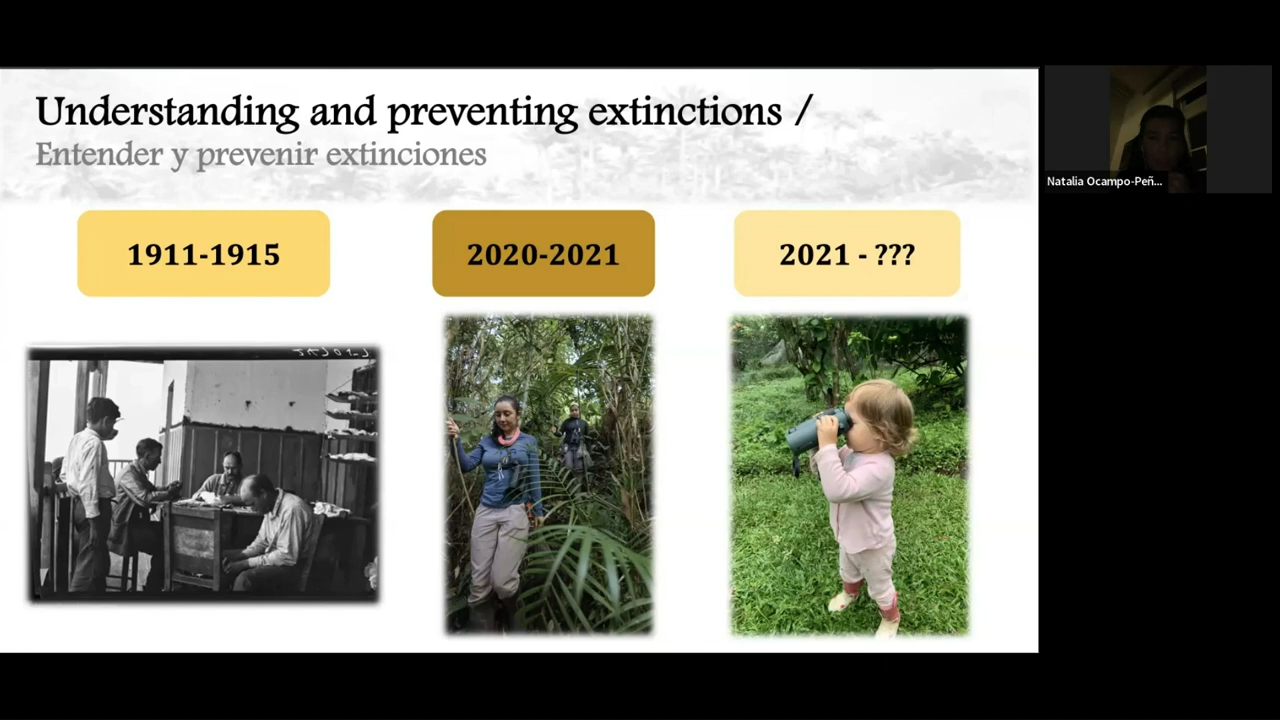 Understanding and preventing extinctions /
Entender y prevenir extinciones
1911-1915
2020-2021
2021 - ???
Natalia Ocampo-Peñ...